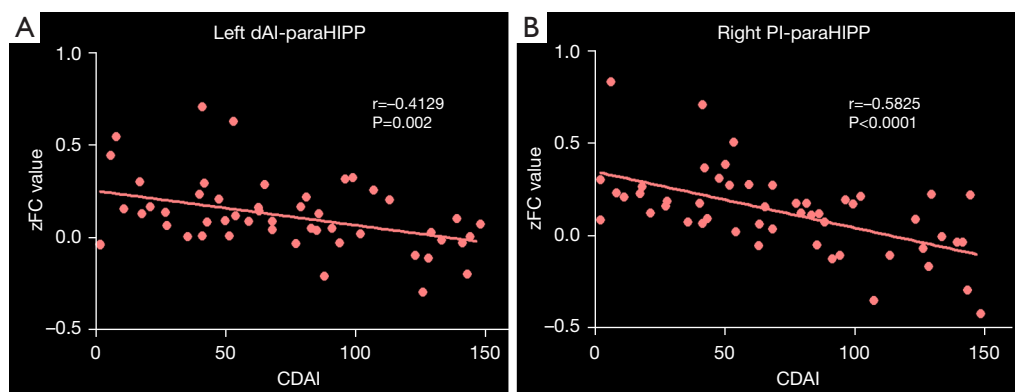 A
Left dAI-paraHIPP
1.0
r=–0.4129
P=0.002
0.5
zFC value
0.0
–0.5
0
50
100
150
CDAI
B
Right PI-paraHIPP
1.0
r=–0.5825
P<0.0001
0.5
zFC value
0.0
–0.5
0
50
100
150
CDAI